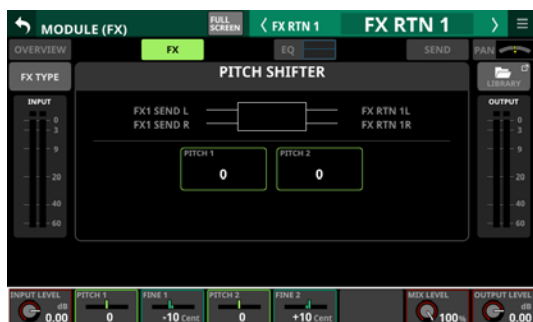 MODULE (FX)
FULL SCREEN
FX RTN 1
FX RTN 1
OVERVIEW
FX
EQ
SEND
PAN
FX TYPE
PITCH SHIFTER
LIBRARY
INPUT
OUTPUT
0
3
9
20
40
60
FX1 SEND L
FX1 SEND R
FX RTN 1L
FX RTN 1R
PITCH 1
0
PITCH 2
0
0
3
9
20
40
60
INPUT LEVEL
dB
0.00
PITCH 1
0
FINE 1
-10 Cent
PITCH 2
0
FINE 2
+10 Cent
MIX LEVEL
100%
OUTPUT LEVEL
dB
0.00